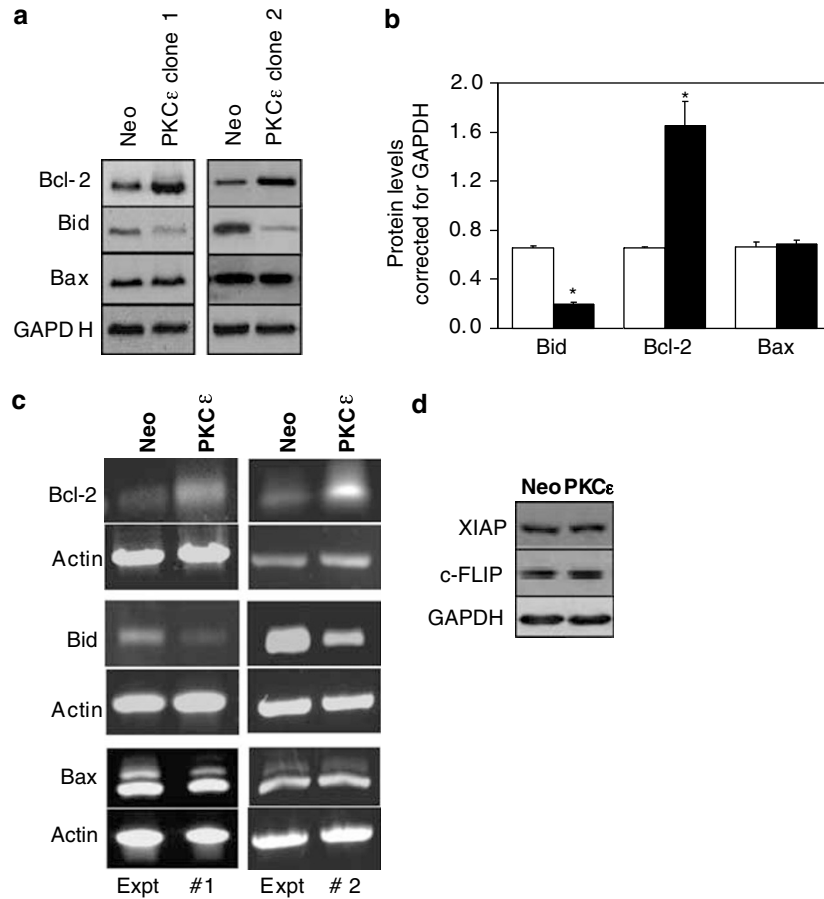 a
Neo
PKCε clone 1
Neo
PKCε clone 2
Bcl-2
Bid
Bax
GAPD H
b
Protein levels
corrected for GAPDH
2.0
1.6
1.2
0.8
0.4
0.0
*
*
Bid Bcl-2 Bax
c
Neo PKCε Neo PKCε
Bcl-2
Actin
Bid
Actin
Bax
Actin
Expt #1 Expt # 2
d
Neo PKCε
XIAP
c-FLIP
GAPDH